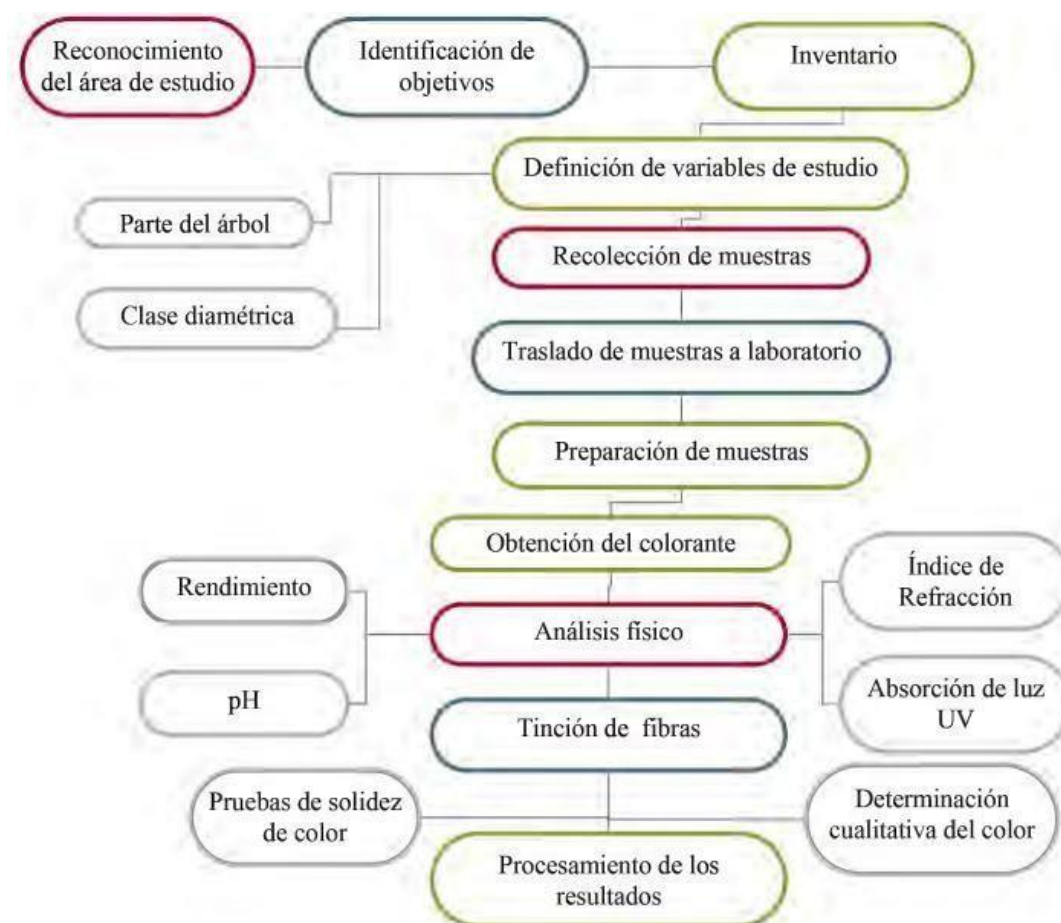 Reconocimiento
del área de estudio
Identificación de
objetivos
Inventario
Definición de variables de estudio
Parte del árbol
Clase diamétrica
Recolección de muestras
Traslado de muestras a laboratorio
Preparación de muestras
Obtención del colorante
Rendimiento
pH
Análisis físico
Índice de
Refracción
Absorción de luz
UV
Tinción de fibras
Pruebas de solidez
de color
Determinación
cualitativa del color
Procesamiento de los
resultados